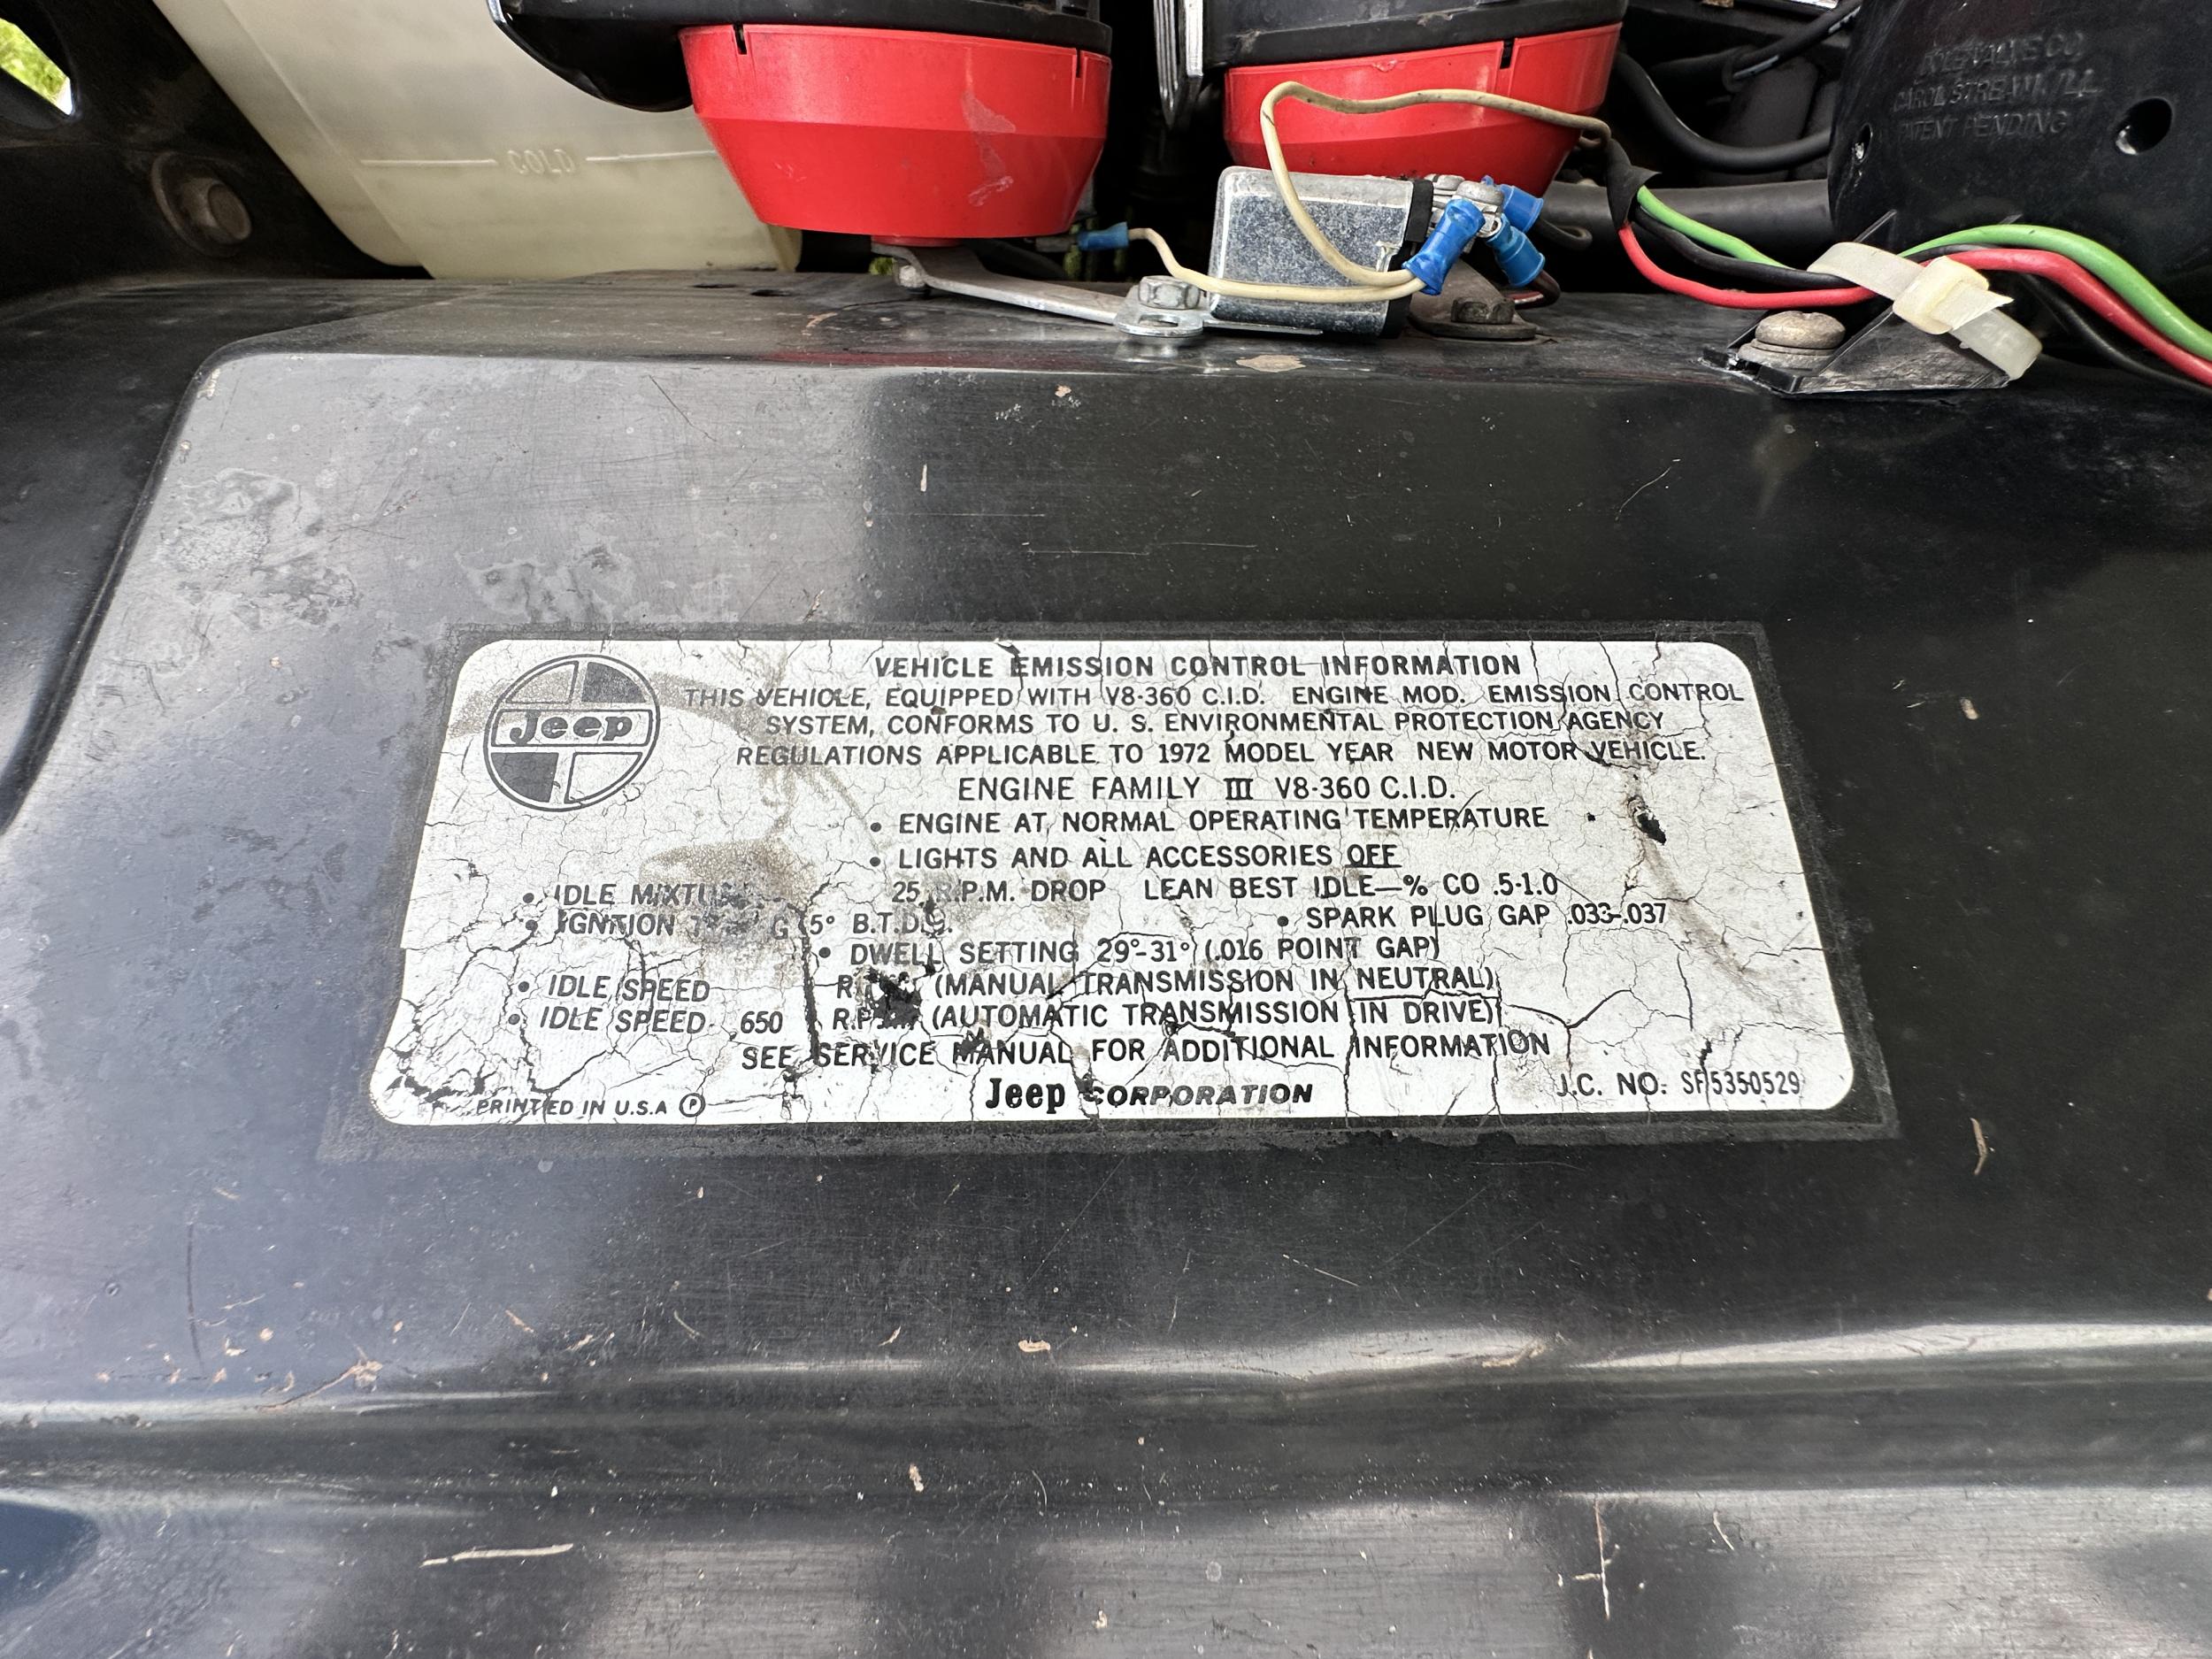 COLD
CAROL STREAM, ILL
PATENT PENDING
Jeep
VEHICLE EMISSION CONTROL INFORMATION
THIS VEHICLE, EQUIPPED WITH V8-360 C.I.D. ENGINE MOD. EMISSION CONTROL
SYSTEM, CONFORMS TO U. S. ENVIRONMENTAL PROTECTION AGENCY
REGULATIONS APPLICABLE TO 1972 MODEL YEAR NEW MOTOR VEHICLE.
ENGINE FAMILY III V8-360 C.I.D.
• ENGINE AT NORMAL OPERATING TEMPERATURE
• LIGHTS AND ALL ACCESSORIES OFF
• IDLE 25 R.P.M. DROP LEAN BEST IDLE—% CO .5-1.0
• IGNITION 5° B.T.D.C. • SPARK PLUG GAP .033-.037
• DWELL SETTING 29°-31° (.016 POINT GAP)
• IDLE SPEED (MANUAL TRANSMISSION IN NEUTRAL)
• IDLE SPEED 650 R.P.M. (AUTOMATIC TRANSMISSION IN DRIVE)
SEE SERVICE MANUAL FOR ADDITIONAL INFORMATION
Jeep CORPORATION
PRINTED IN U.S.A Ⓟ
J.C. NO. SF5350529